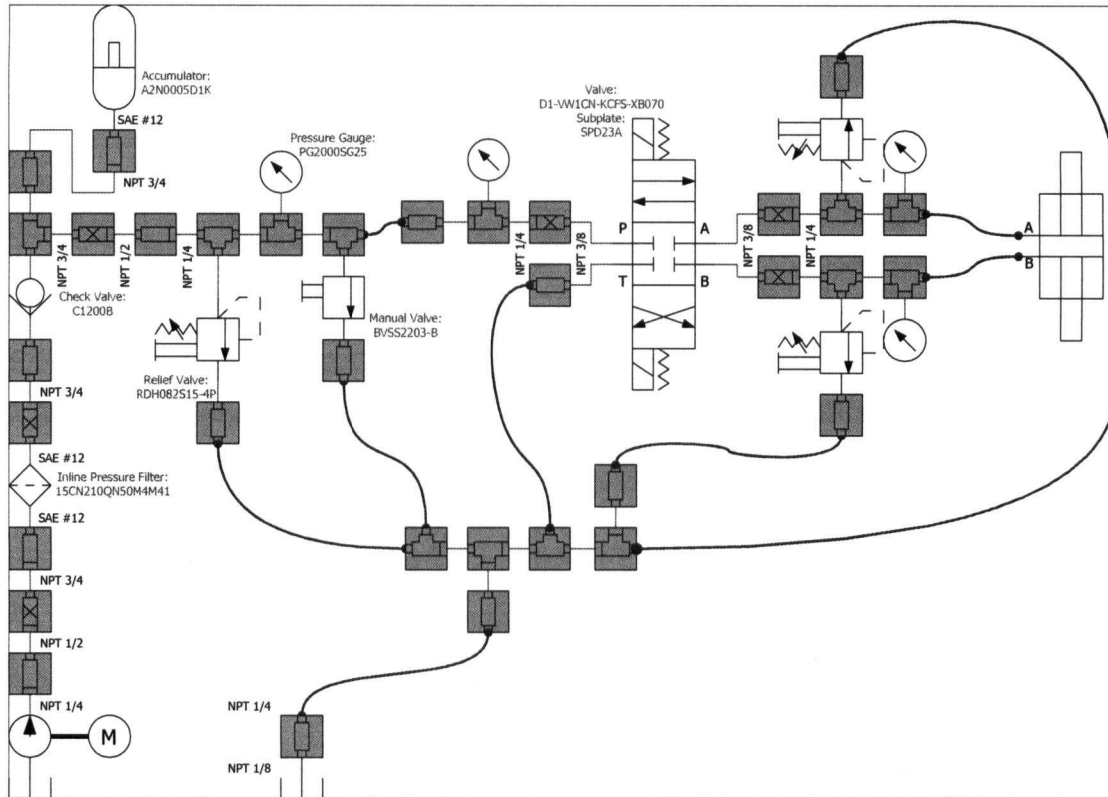 Accumulator:
A2N0005D1K
SAE #12
NPT 3/4
Pressure Gauge:
PG2000SG25
Valve:
D1-VW1CN-KCFS-XB070
Subplate:
SPD23A
NPT 3/4
NPT 1/2
NPT 1/4
NPT 1/4
NPT 3/8
P
A
T
B
NPT 3/8
NPT 1/4
A
B
Check Valve:
C1200B
Manual Valve:
BVSS2203-B
Relief Valve:
RDH082S15-4P
NPT 3/4
SAE #12
Inline Pressure Filter:
15CN210QN50M4M41
SAE #12
NPT 3/4
NPT 1/2
NPT 1/4
M
NPT 1/4
NPT 1/8